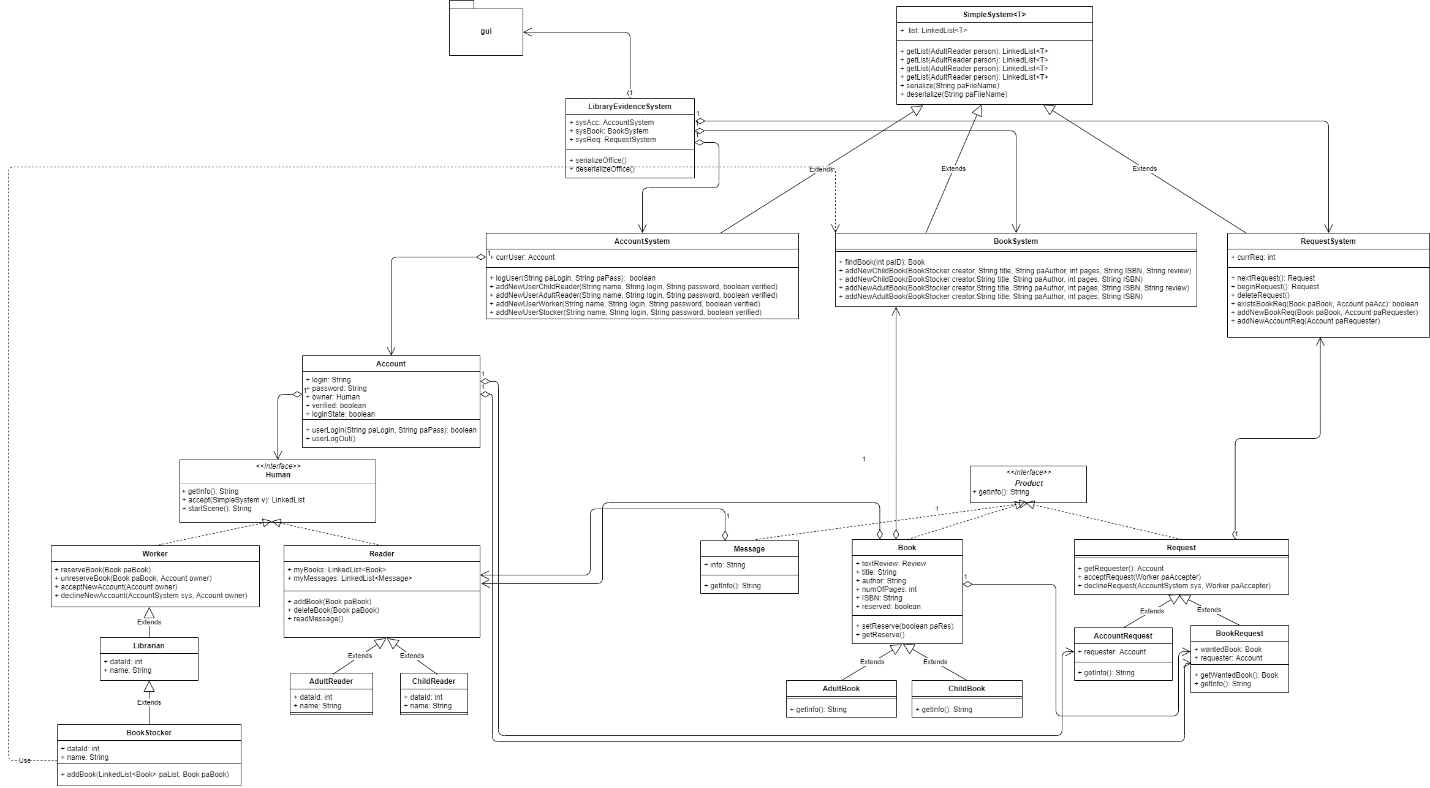 gui
SimpleSystem<T>
+ list: LinkedList<T>
+ getList(AdultReader person): LinkedList<T>
+ getList(AdultReader person): LinkedList<T>
+ getList(AdultReader person): LinkedList<T>
+ getList(AdultReader person): LinkedList<T>
+ serialize(String paFileName)
+ deserialize(String paFileName)
1
LibraryEvidenceSystem
+ sysAcc: AccountSystem
+ sysBook: BookSystem
+ sysReq: RequestSystem
+ serializeOffice()
+ deserializeOffice()
1
1
1
Extends
Extends
Extends
AccountSystem
+ currUser: Account
+ logUser(String paLogin, String paPass): boolean
+ addNewUserChildReader(String name, String login, String password, boolean verified)
+ addNewUserAdultReader(String name, String login, String password, boolean verified)
+ addNewUserWorker(String name, String login, String password, boolean verified)
+ addNewUserStocker(String name, String login, String password, boolean verified)
1
BookSystem
+ findBook(int paID): Book
+ addNewChildBook(BookStocker creator, String title, String paAuthor, int pages, String ISBN, String review)
+ addNewChildBook(BookStocker creator,String title, String paAuthor, int pages, String ISBN)
+ addNewAdultBook(BookStocker creator,String title, String paAuthor, int pages, String ISBN, String review)
+ addNewAdultBook(BookStocker creator,String title, String paAuthor, int pages, String ISBN)
RequestSystem
+ currReq: int
+ nextRequest(): Request
+ beginRequest(): Request
+ deleteRequest()
+ existsBookReq(Book paBook, Account paAcc): boolean
+ addNewBookReq(Book paBook, Account paRequester)
+ addNewAccountReq(Account paRequester)
Account
+ login: String
+ password: String
+ owner: Human
+ verified: boolean
+ loginState: boolean
+ userLogin(String paLogin, String paPass): boolean
+ userLogOut()
1
1
1
<<Interface>>
Human
+ getInfo(): String
+ accept(SimpleSystem v): LinkedList
+ startScene(): String
1
<<Interface>>
Product
+ getInfo(): String
1
1
1
Worker
+ reserveBook(Book paBook)
+ unreserveBook(Book paBook, Account owner)
+ acceptNewAccount(Account owner)
+ declineNewAccount(AccountSystem sys, Account owner)
Reader
+ myBooks: LinkedList<Book>
+ myMessages: LinkedList<Message>
+ addBook(Book paBook)
+ deleteBook(Book paBook)
+ readMessage()
Message
+ info: String
+ getInfo(): String
Book
+ textReview: Review
+ title: String
+ author: String
+ numOfPages: int
+ ISBN: String
+ reserved: boolean
+ setReserve(boolean paRes)
+ getReserve()
1
Request
+ getRequester(): Account
+ acceptRequest(Worker paAccepter)
+ declineRequest(AccountSystem sys, Worker paAccepter)
Extends
Extends
Extends
Librarian
+ dataId: int
+ name: String
AccountRequest
+ requester: Account
+ getInfo(): String
BookRequest
+ wantedBook: Book
+ requester: Account
+ getWantedBook(): Book
+ getInfo(): String
Extends
Extends
Extends
Extends
AdultReader
+ dataId: int
+ name: String
ChildReader
+ dataId: int
+ name: String
AdultBook
+ getInfo(): String
ChildBook
+ getInfo(): String
Extends
BookStocker
+ dataId: int
+ name: String
+ addBook(LinkedList<Book> paList, Book paBook)
Use